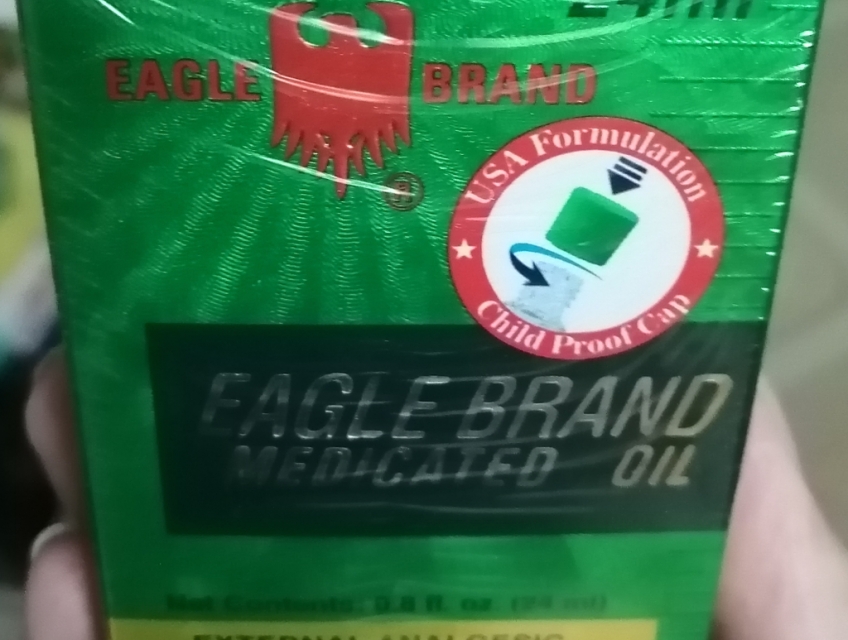 24ml
EAGLE BRAND
®
USA Formulation
Child Proof Cap
EAGLE BRAND
MEDICATED OIL
Net Contents: 0.8 fl. oz. (24 ml)
EXTERNAL ANALGESIC